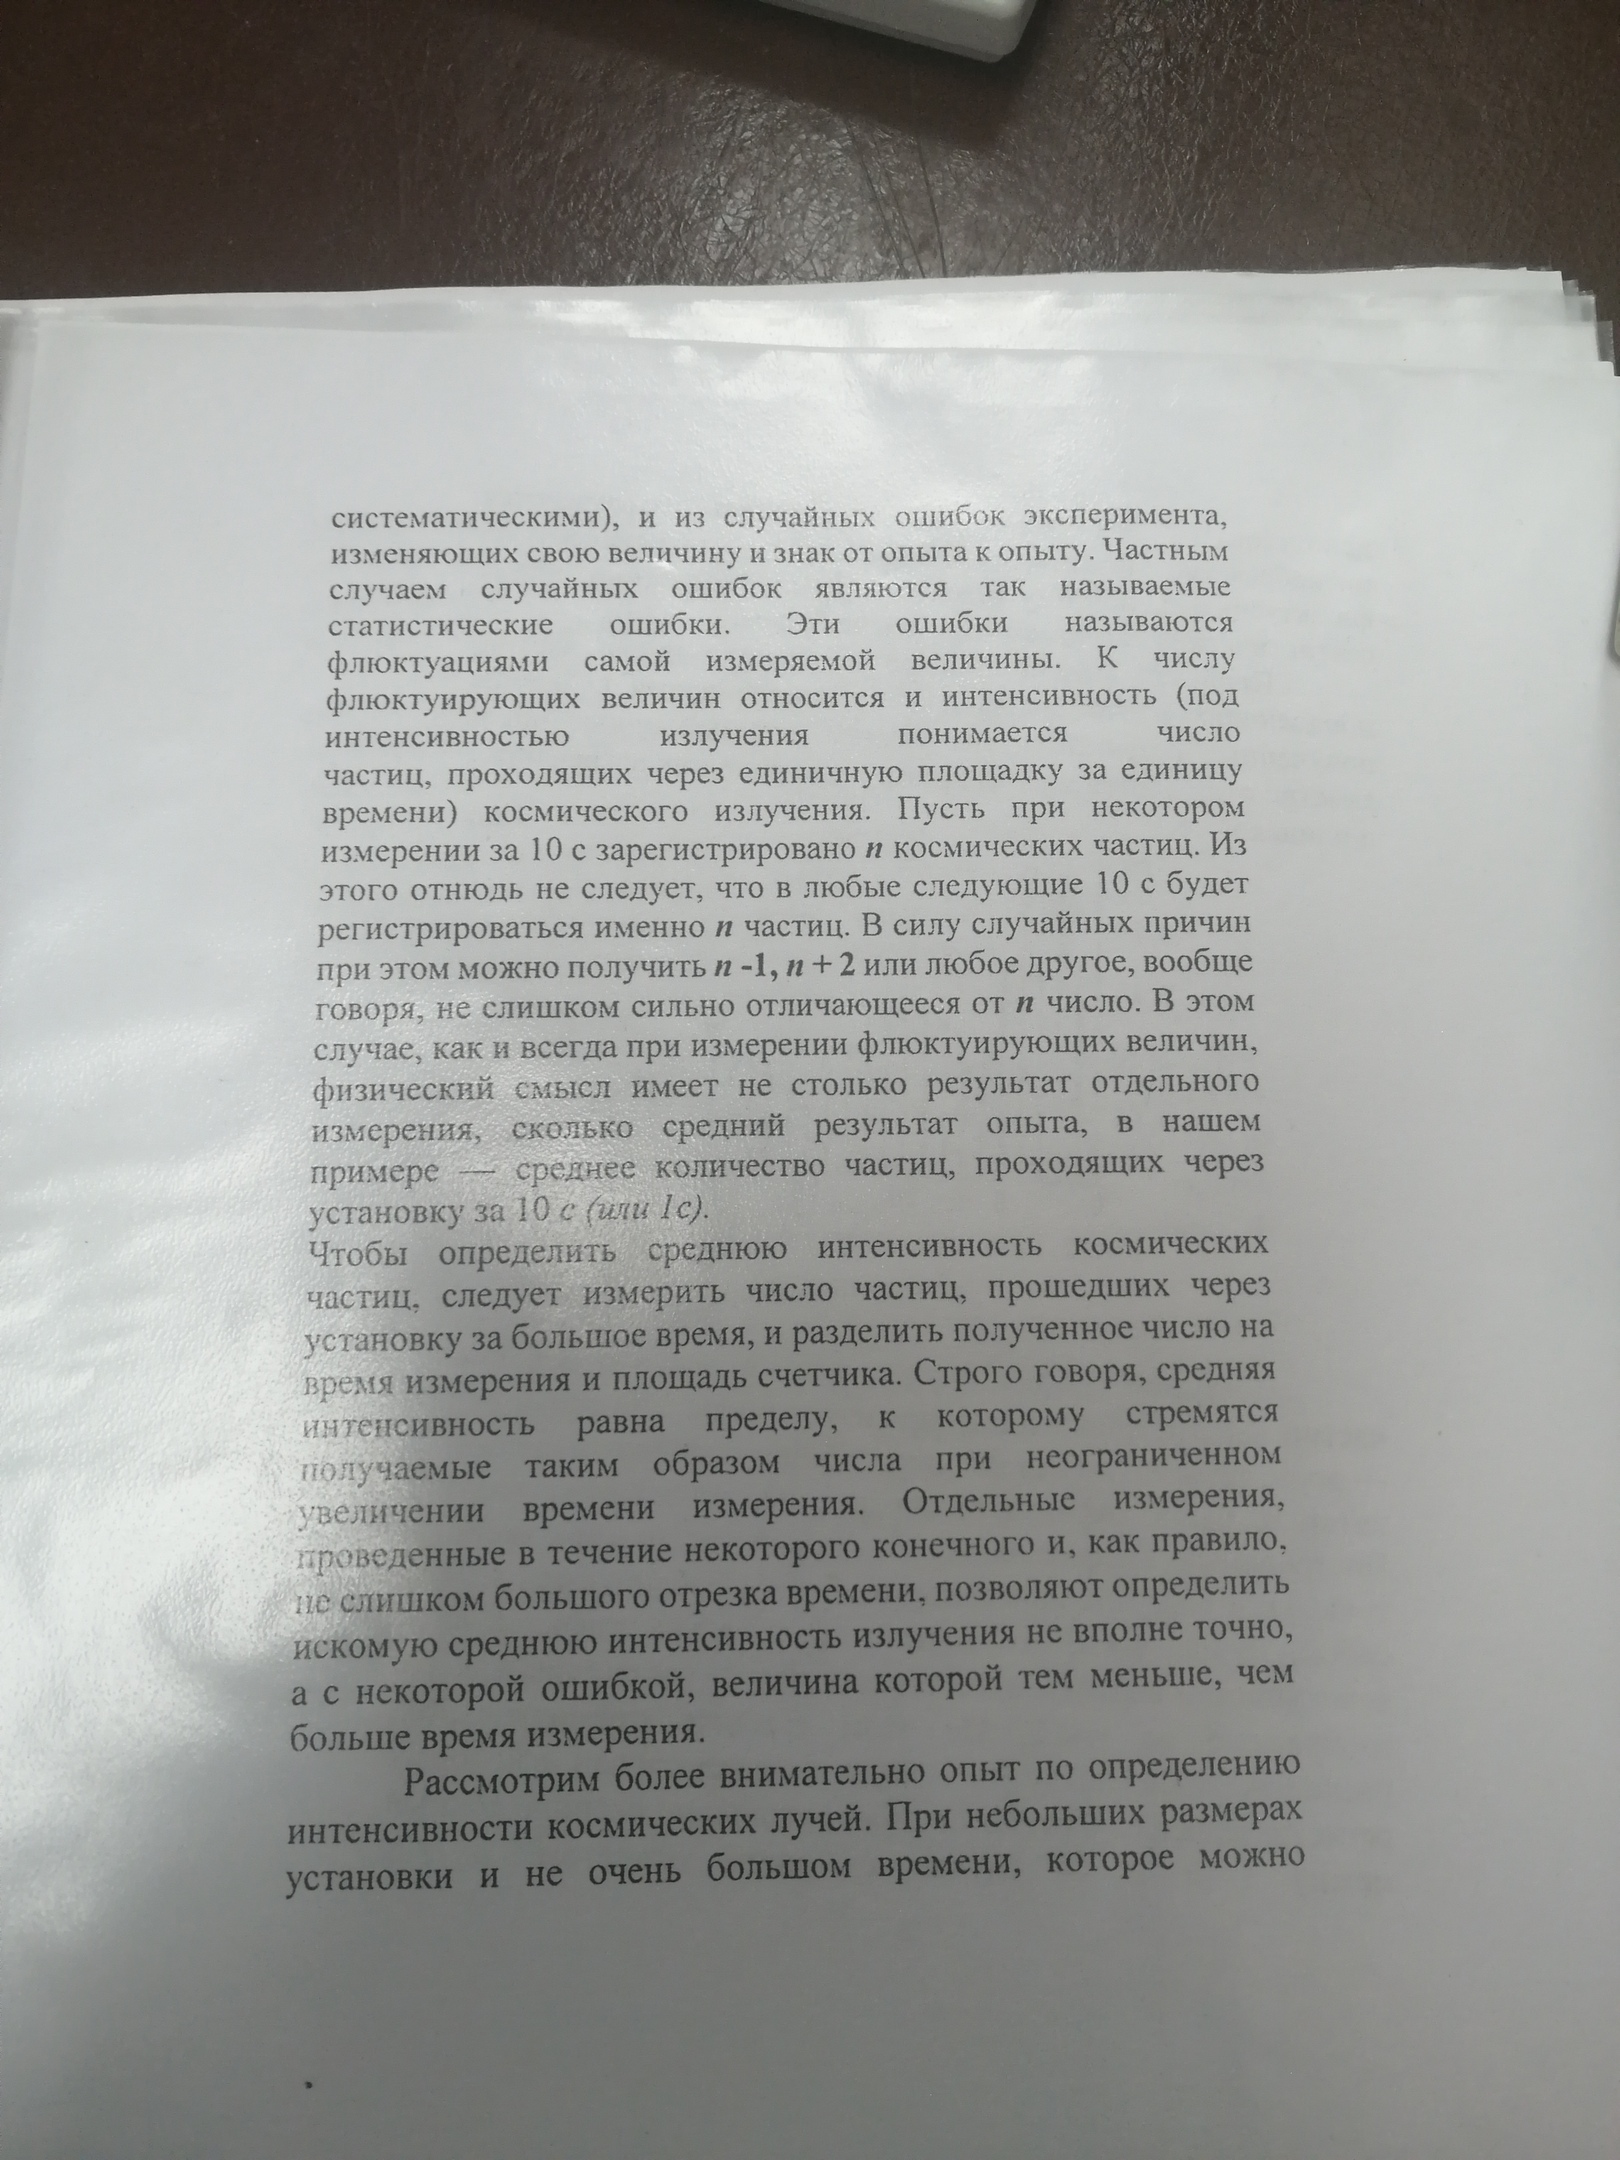 систематическими), и из случайных ошибок эксперимента,
изменяющих свою величину и знак от опыта к опыту. Частным
случаем случайных ошибок являются так называемые
статистические ошибки. Эти ошибки называются
флюктуациями самой измеряемой величины. К числу
флюктуирующих величин относится и интенсивность (под
интенсивностью излучения понимается число
частиц, проходящих через единичную площадку за единицу
времени) космического излучения. Пусть при некотором
измерении за 10 с зарегистрировано n космических частиц. Из
этого отнюдь не следует, что в любые следующие 10 с будет
регистрироваться именно n частиц. В силу случайных причин
при этом можно получить n -1, n + 2 или любое другое, вообще
говоря, не слишком сильно отличающееся от n число. В этом
случае, как и всегда при измерении флюктуирующих величин,
физический смысл имеет не столько результат отдельного
измерения, сколько средний результат опыта, в нашем
примере — среднее количество частиц, проходящих через
установку за 10 с (или 1с).
Чтобы определить среднюю интенсивность космических
частиц, следует измерить число частиц, прошедших через
установку за большое время, и разделить полученное число на
время измерения и площадь счетчика. Строго говоря, средняя
интенсивность равна пределу, к которому стремятся
получаемые таким образом числа при неограниченном
увеличении времени измерения. Отдельные измерения,
проведенные в течение некоторого конечного и, как правило,
не слишком большого отрезка времени, позволяют определить
искомую среднюю интенсивность излучения не вполне точно,
а с некоторой ошибкой, величина которой тем меньше, чем
больше время измерения.
Рассмотрим более внимательно опыт по определению
интенсивности космических лучей. При небольших размерах
установки и не очень большом времени, которое можно